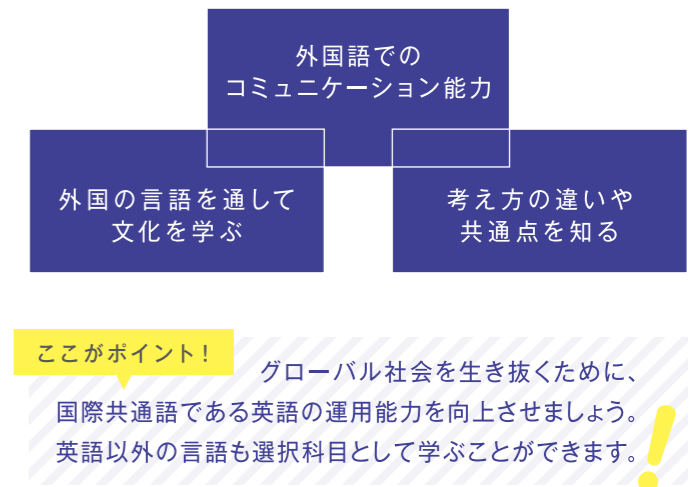 外国語での
コミュニケーション能力
外国の言語を通して
文化を学ぶ
考え方の違いや
共通点を知る
ここがポイント！
グローバル社会を生き抜くために、
国際共通語である英語の運用能力を向上させましょう。
英語以外の言語も選択科目として学ぶことができます。